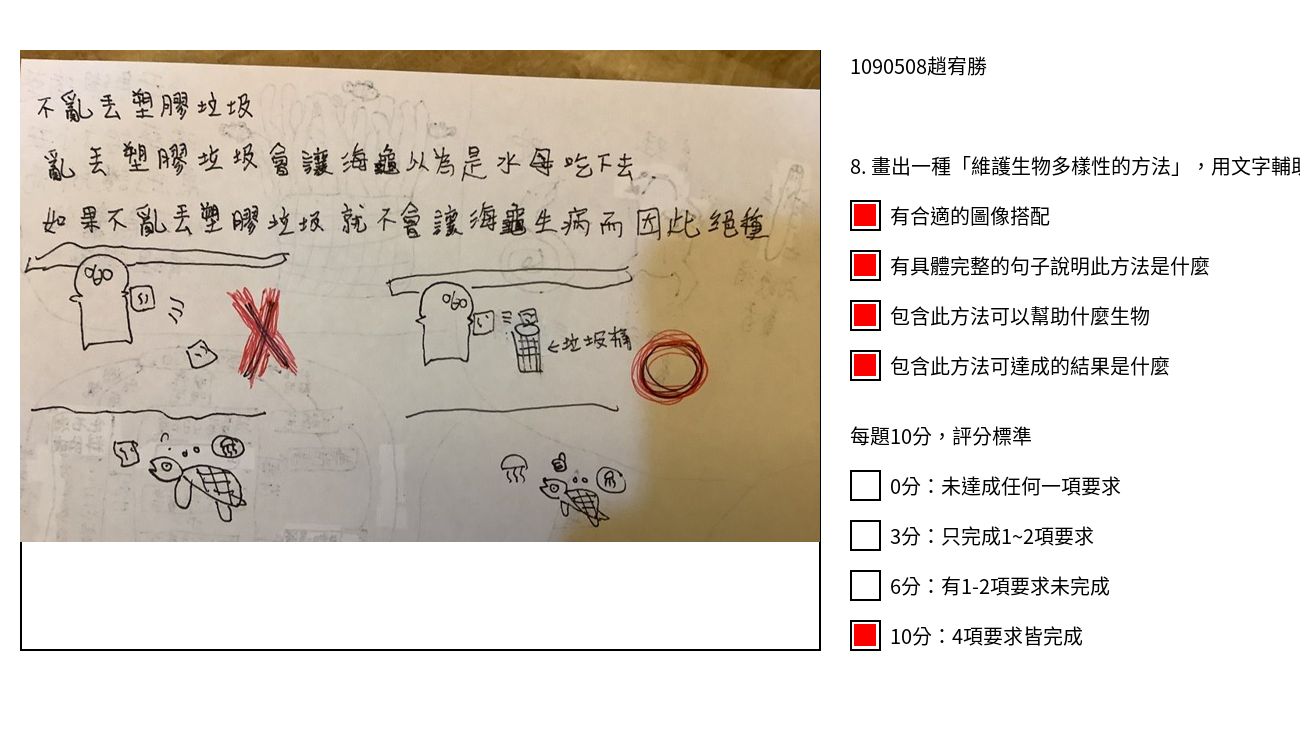 不亂丟塑膠垃圾
亂丟塑膠垃圾會讓海龜以為是水母吃下去
如果不亂丟塑膠垃圾就不會讓海龜生病而因此絕種
←垃圾桶
1090508趙宥勝
8. 畫出一種「維護生物多樣性的方法」，用文字輔助
有合適的圖像搭配
有具體完整的句子說明此方法是什麼
包含此方法可以幫助什麼生物
包含此方法可達成的結果是什麼
每題10分，評分標準
0分：未達成任何一項要求
3分：只完成1~2項要求
6分：有1-2項要求未完成
10分：4項要求皆完成